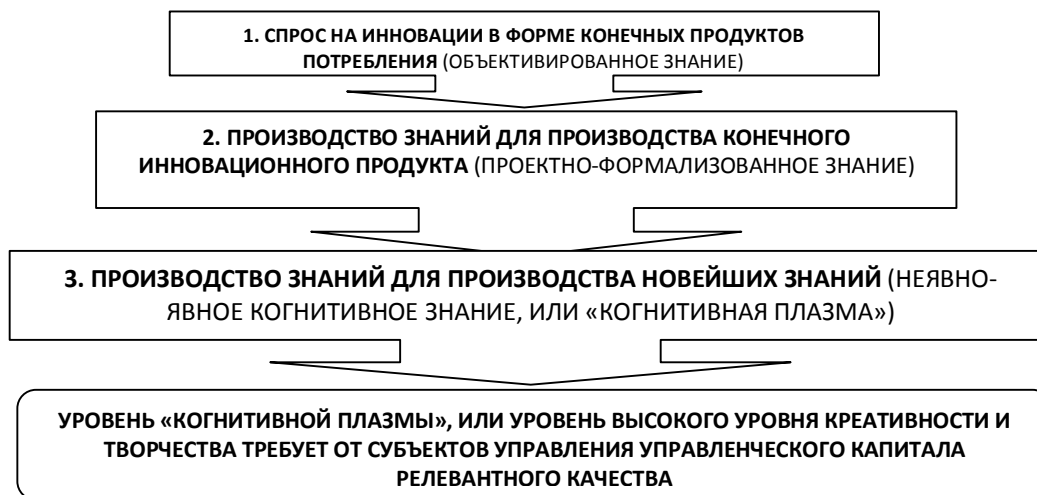 1. СПРОС НА ИННОВАЦИИ В ФОРМЕ КОНЕЧНЫХ ПРОДУКТОВ
ПОТРЕБЛЕНИЯ (ОБЪЕКТИВИРОВАННОЕ ЗНАНИЕ)
2. ПРОИЗВОДСТВО ЗНАНИЙ ДЛЯ ПРОИЗВОДСТВА КОНЕЧНОГО
ИННОВАЦИОННОГО ПРОДУКТА (ПРОЕКТНО-ФОРМАЛИЗОВАННОЕ ЗНАНИЕ)
3. ПРОИЗВОДСТВО ЗНАНИЙ ДЛЯ ПРОИЗВОДСТВА НОВЕЙШИХ ЗНАНИЙ (НЕЯВНО-
ЯВНОЕ КОГНИТИВНОЕ ЗНАНИЕ, ИЛИ «КОГНИТИВНАЯ ПЛАЗМА»)
УРОВЕНЬ «КОГНИТИВНОЙ ПЛАЗМЫ», ИЛИ УРОВЕНЬ ВЫСОКОГО УРОВНЯ КРЕАТИВНОСТИ И
ТВОРЧЕСТВА ТРЕБУЕТ ОТ СУБЪЕКТОВ УПРАВЛЕНИЯ УПРАВЛЕНЧЕСКОГО КАПИТАЛА
РЕЛЕВАНТНОГО КАЧЕСТВА